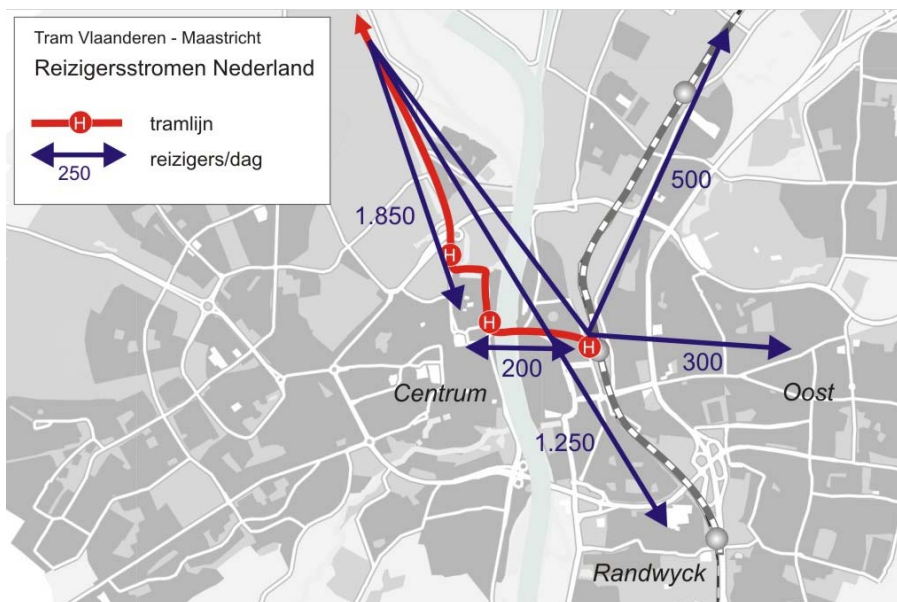 Tram Vlaanderen - Maastricht
Reizigersstromen Nederland
H tramlijn
250 reizigers/dag
500
1.850
H
H
H
200
300
Centrum
Oost
1.250
Randwyck